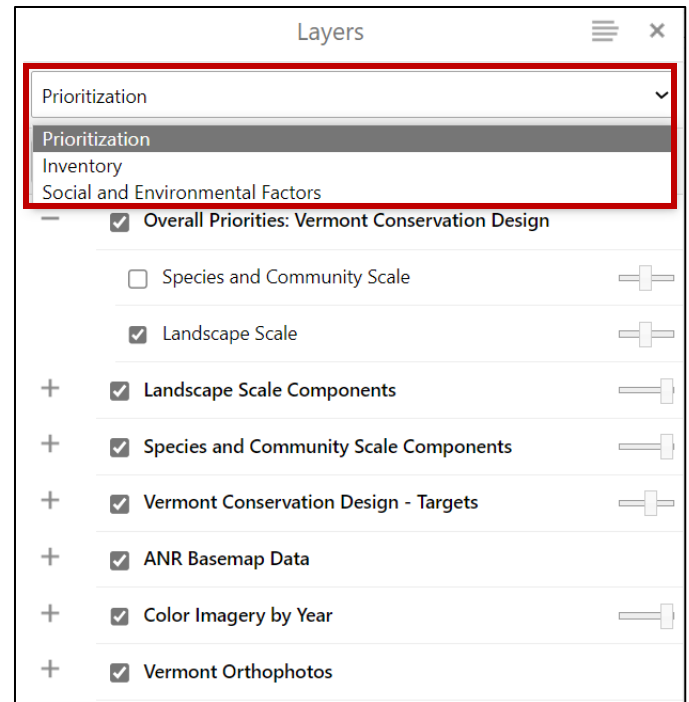 Layers
Prioritization
Prioritization
Inventory
Social and Environmental Factors
Overall Priorities: Vermont Conservation Design
Species and Community Scale
Landscape Scale
Landscape Scale Components
Species and Community Scale Components
Vermont Conservation Design - Targets
ANR Basemap Data
Color Imagery by Year
Vermont Orthophotos